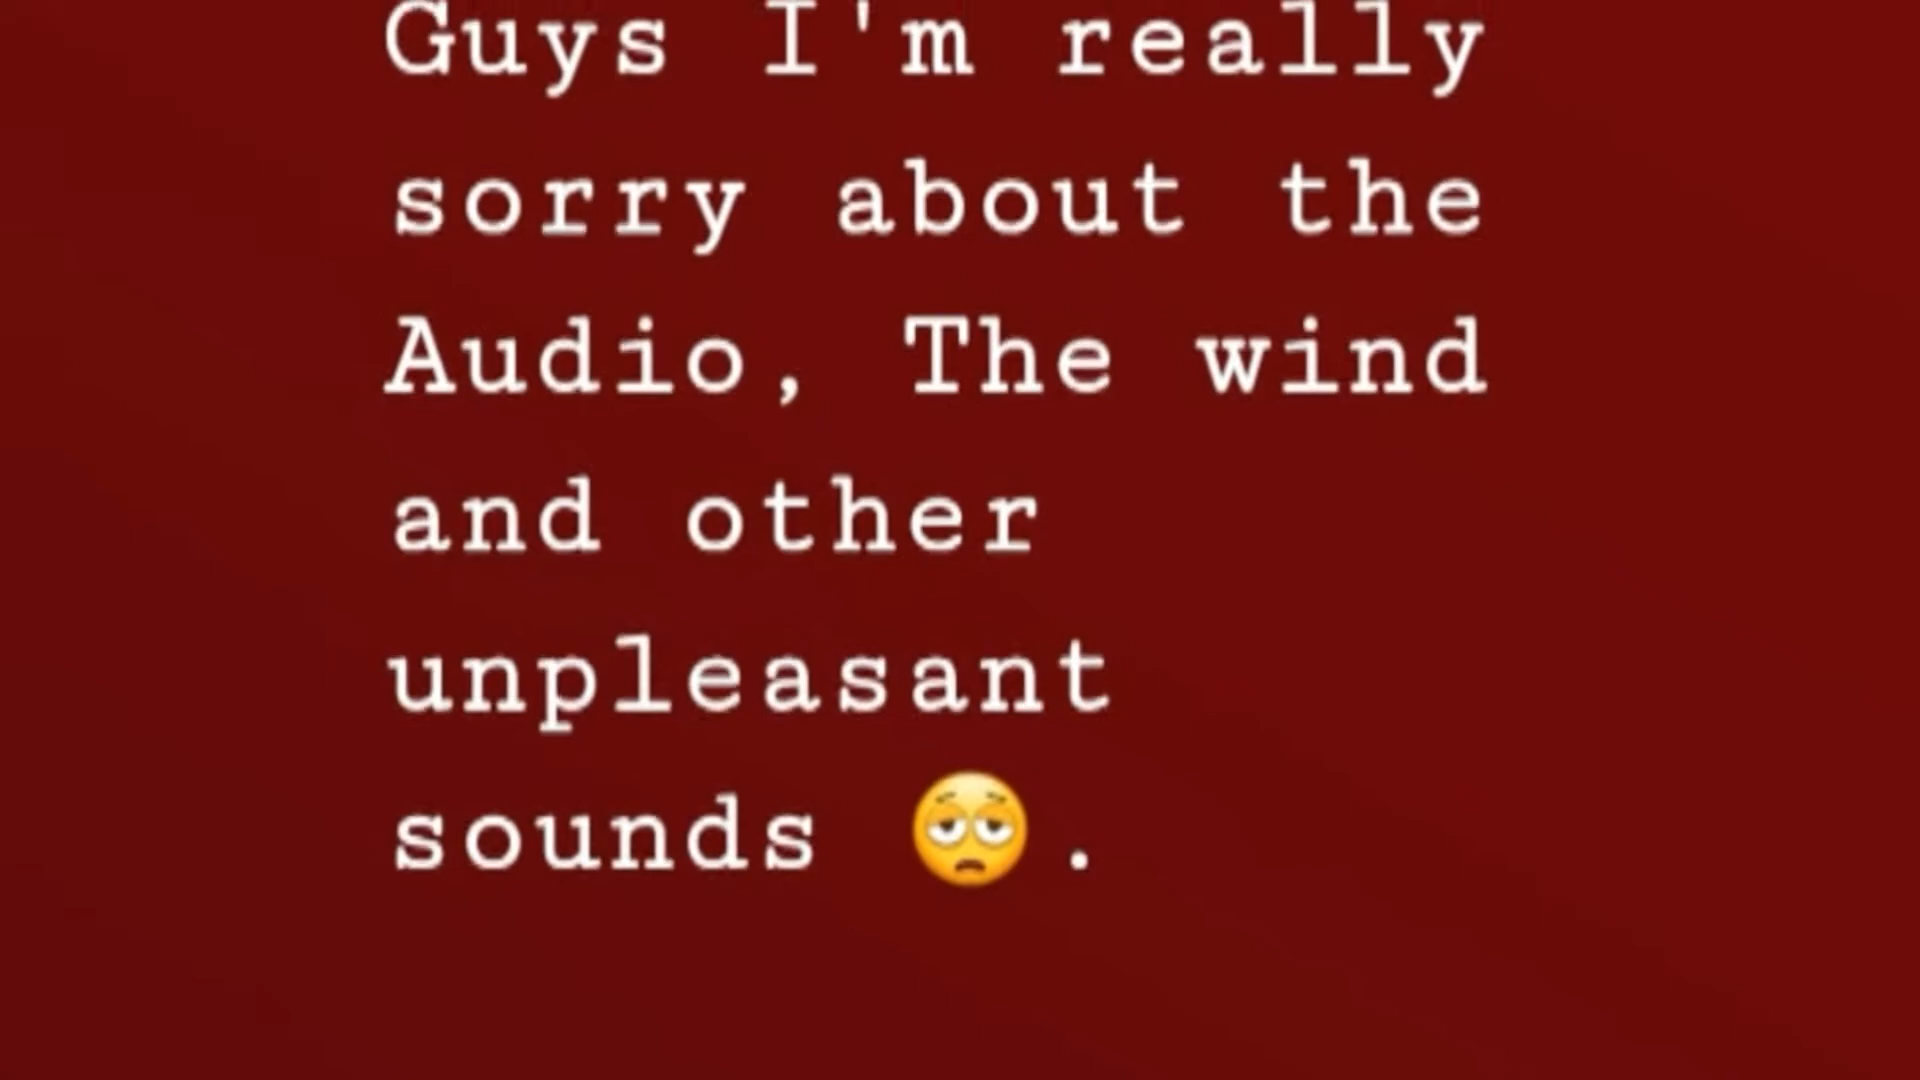 Guys I'm really
sorry about the
Audio, The wind
and other
unpleasant
sounds 😩.